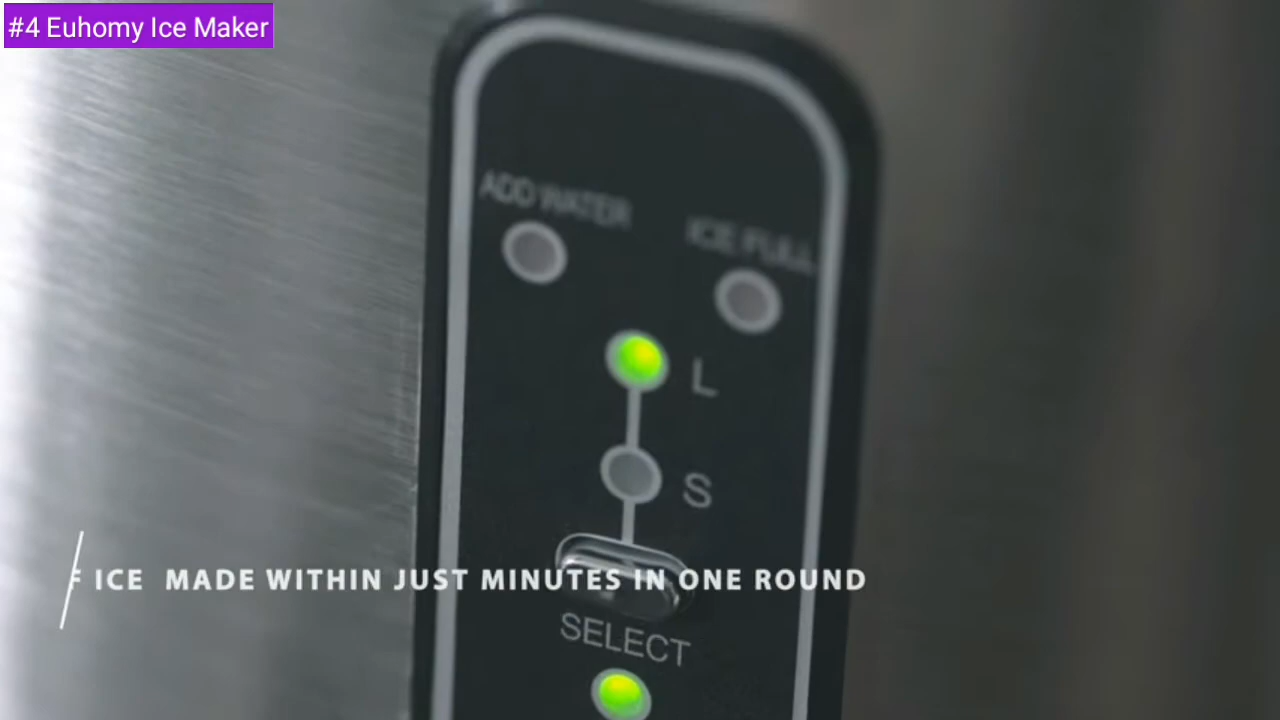 #4 Euhomy Ice Maker
ADD WATER
ICE FULL
L
S
ICE MADE WITHIN JUST MINUTES IN ONE ROUND
SELECT